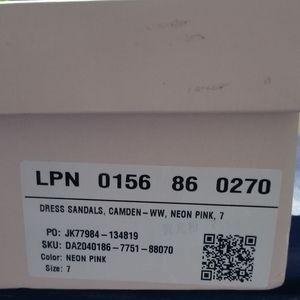 LPN 0156 86 0270
DRESS SANDALS, CAMDEN-WW, NEON PINK, 7
PO: JK77984-134819
SKU: DA2040186-7751-88070
Color: NEON PINK
Size: 7